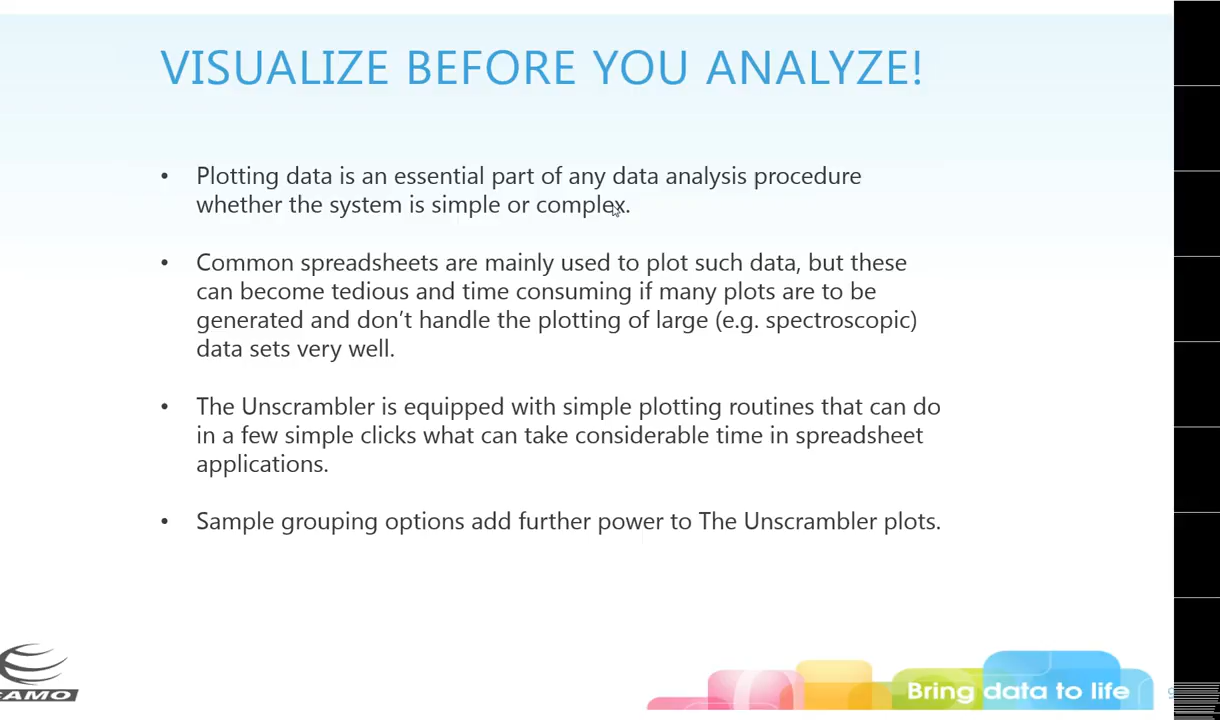 VISUALIZE BEFORE YOU ANALYZE!
• Plotting data is an essential part of any data analysis procedure
whether the system is simple or complex.
• Common spreadsheets are mainly used to plot such data, but these
can become tedious and time consuming if many plots are to be
generated and don’t handle the plotting of large (e.g. spectroscopic)
data sets very well.
• The Unscrambler is equipped with simple plotting routines that can do
in a few simple clicks what can take considerable time in spreadsheet
applications.
• Sample grouping options add further power to The Unscrambler plots.
AMO
Bring data to life